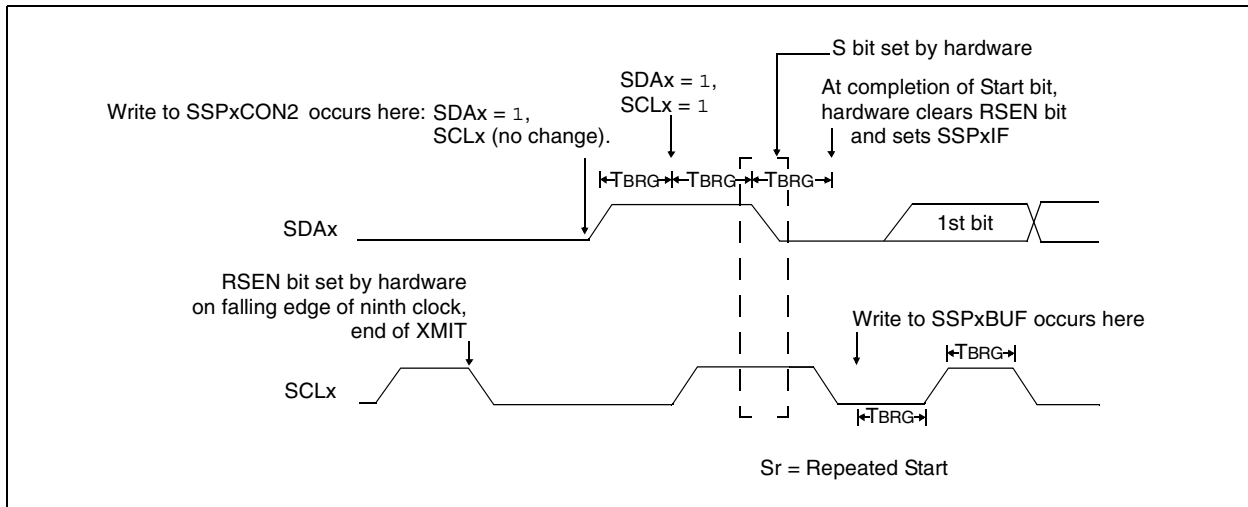 S bit set by hardware
SDAx = 1,
SCLx = 1
At completion of Start bit,
hardware clears RSEN bit
and sets SSPxIF
Write to SSPxCON2 occurs here: SDAx = 1,
SCLx (no change).
TBRG TBRG TBRG
SDAx
1st bit
RSEN bit set by hardware
on falling edge of ninth clock,
end of XMIT
Write to SSPxBUF occurs here
TBRG
SCLx
TBRG
Sr = Repeated Start